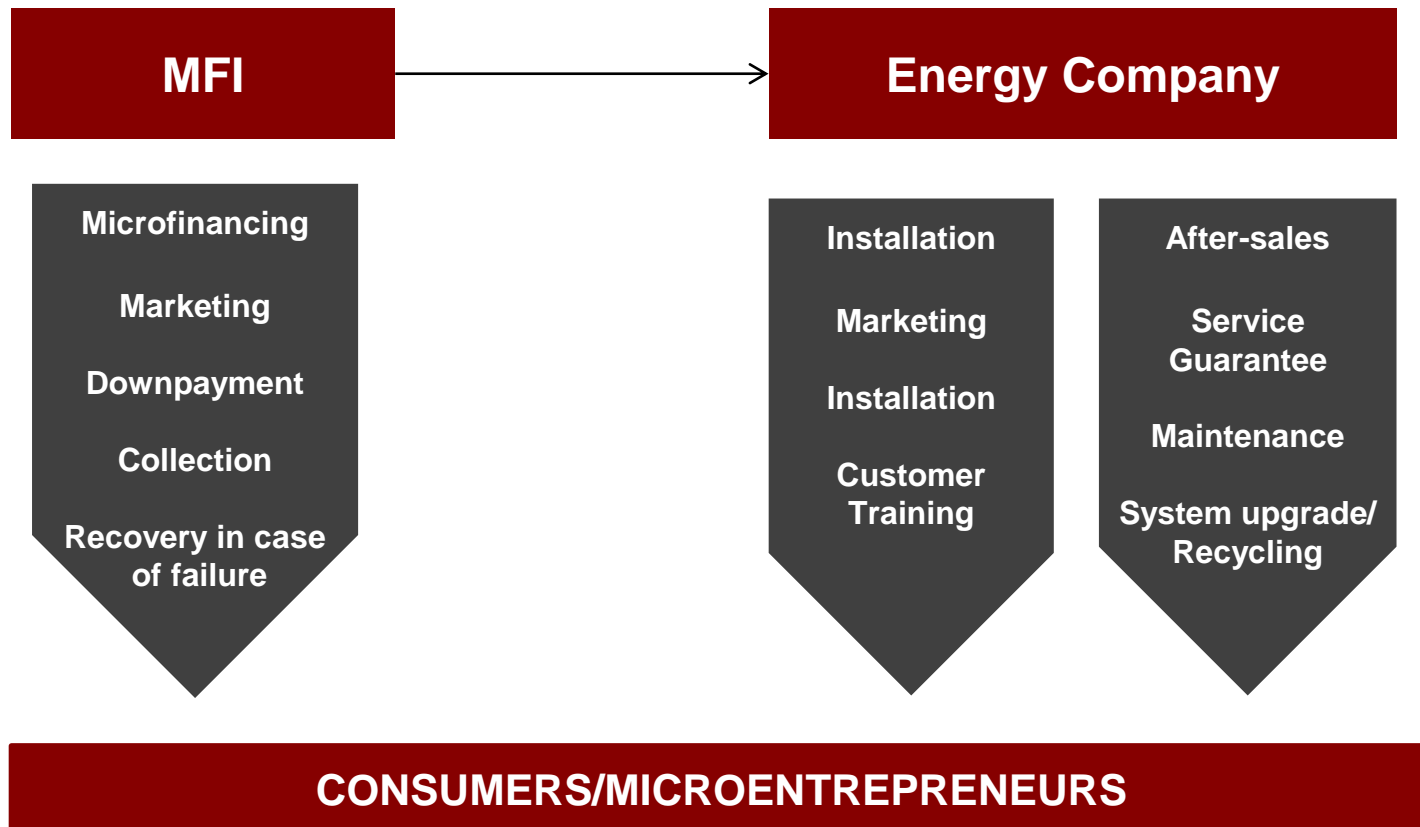 MFI
Energy Company
Microfinancing
Marketing
Downpayment
Collection
Recovery in case
of failure
Installation
Marketing
Installation
Customer
Training
After-sales
Service
Guarantee
Maintenance
System upgrade/
Recycling
CONSUMERS/MICROENTREPRENEURS